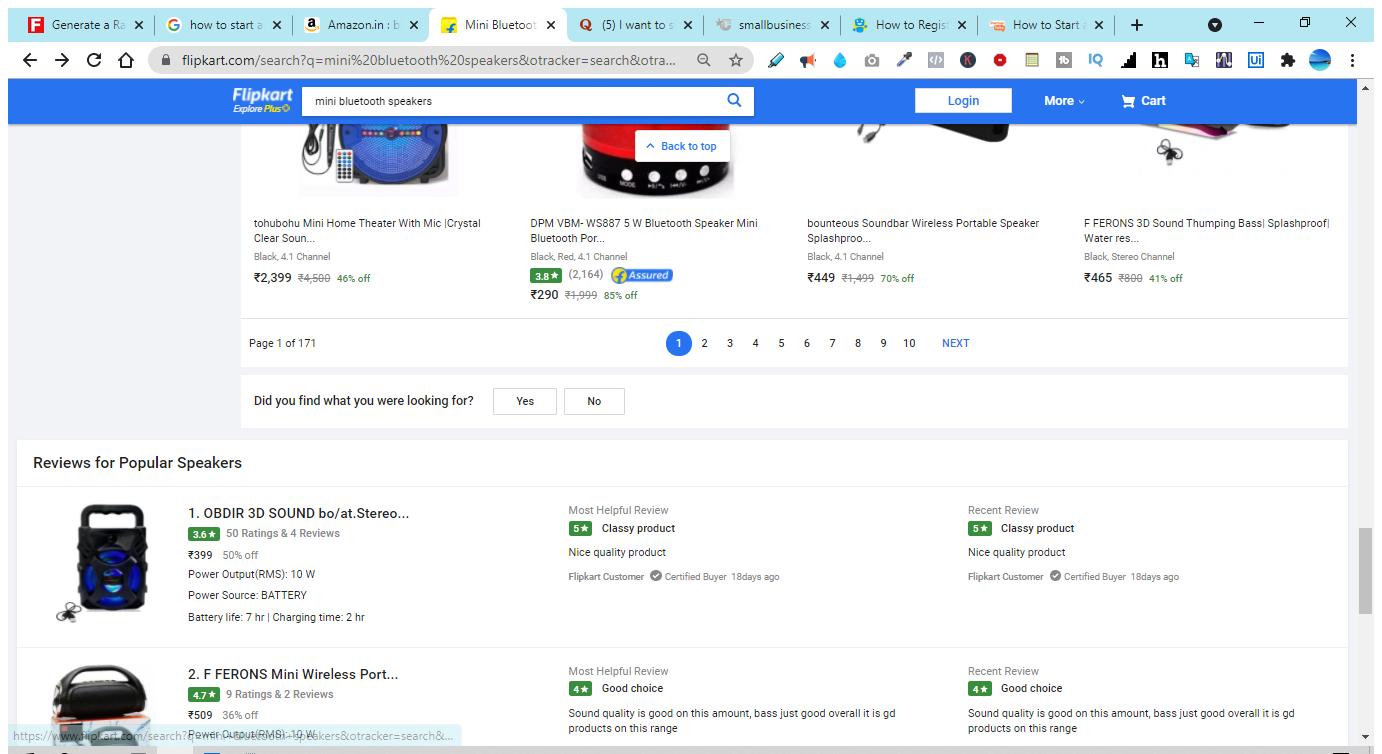 Generate a Ra
how to start a
Amazon.in : b
Mini Bluetoot
(5) I want to s
smallbusiness
How to Regis
How to Start a
flipkart.com/search?q=mini%20bluetooth%20speakers&otracker=search&otra...
Flipkart
Explore Plus
mini bluetooth speakers
Login
More
Cart
Back to top
USB MODE
tohubohu Mini Home Theater With Mic |Crystal
Clear Soun...
Black, 4.1 Channel
₹2,399 ₹4,500 46% off
DPM VBM- WS887 5 W Bluetooth Speaker Mini
Bluetooth Por...
Black, Red, 4.1 Channel
3.8★ (2,164) Assured
₹290 ₹1,999 85% off
bounteous Soundbar Wireless Portable Speaker
Splashproo...
Black, 4.1 Channel
₹449 ₹1,499 70% off
F FERONS 3D Sound Thumping Bass| Splashproof|
Water res...
Black, Stereo Channel
₹465 ₹800 41% off
Page 1 of 171
1 2 3 4 5 6 7 8 9 10 NEXT
Did you find what you were looking for? Yes No
Reviews for Popular Speakers
1. OBDIR 3D SOUND bo/at.Stereo...
3.6★ 50 Ratings & 4 Reviews
₹399 50% off
Power Output(RMS): 10 W
Power Source: BATTERY
Battery life: 7 hr | Charging time: 2 hr
Most Helpful Review
5★ Classy product
Nice quality product
Flipkart Customer Certified Buyer 18days ago
Recent Review
5★ Classy product
Nice quality product
Flipkart Customer Certified Buyer 18days ago
2. F FERONS Mini Wireless Port...
4.7★ 9 Ratings & 2 Reviews
₹509 36% off
Power Output(RMS): 10 W
Most Helpful Review
4★ Good choice
Sound quality is good on this amount, bass just good overall it is gd
products on this range
Recent Review
4★ Good choice
Sound quality is good on this amount, bass just good overall it is gd
products on this range
https://www.flipkart.com/search?q=mini+bluetooth+speakers&otracker=search&...